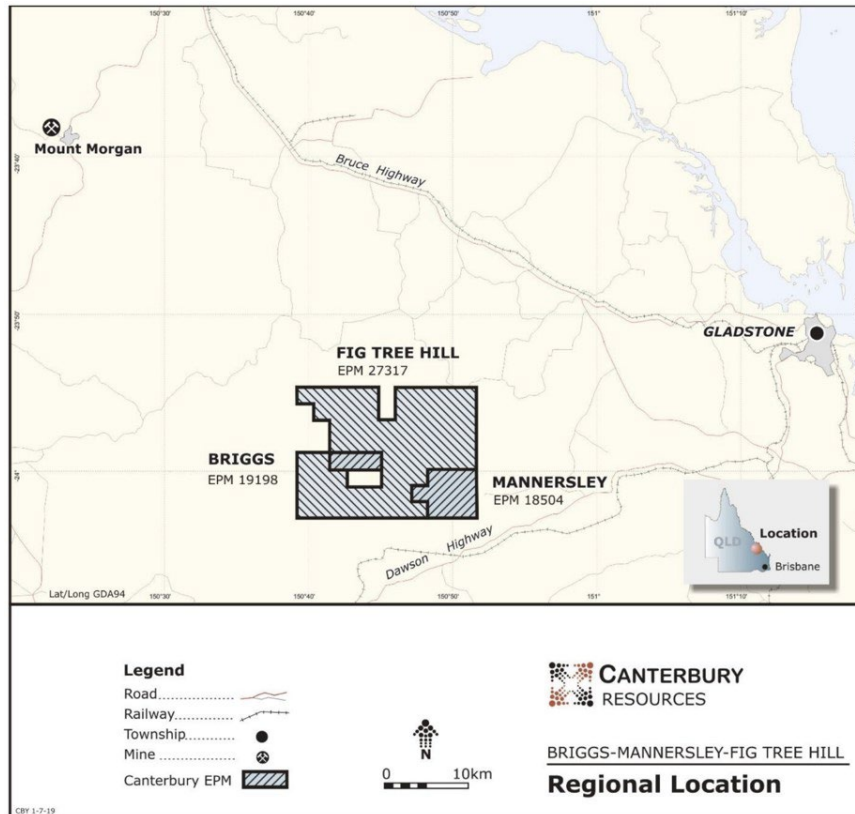 150°30'
150°40'
150°50'
151°
151°10'
-23°40'
-23°50'
-24°
Mount Morgan
Bruce Highway
GLADSTONE
FIG TREE HILL
EPM 27317
BRIGGS
EPM 19198
MANNERSLEY
EPM 18504
Dawson Highway
QLD
Location
Brisbane
Lat/Long GDA94
150°30'
150°40'
150°50'
151°
151°10'
Legend
Road
Railway
Township
Mine
Canterbury EPM
N
0 10km
CANTERBURY
RESOURCES
BRIGGS-MANNERSLEY-FIG TREE HILL
Regional Location
CBY 1-7-19